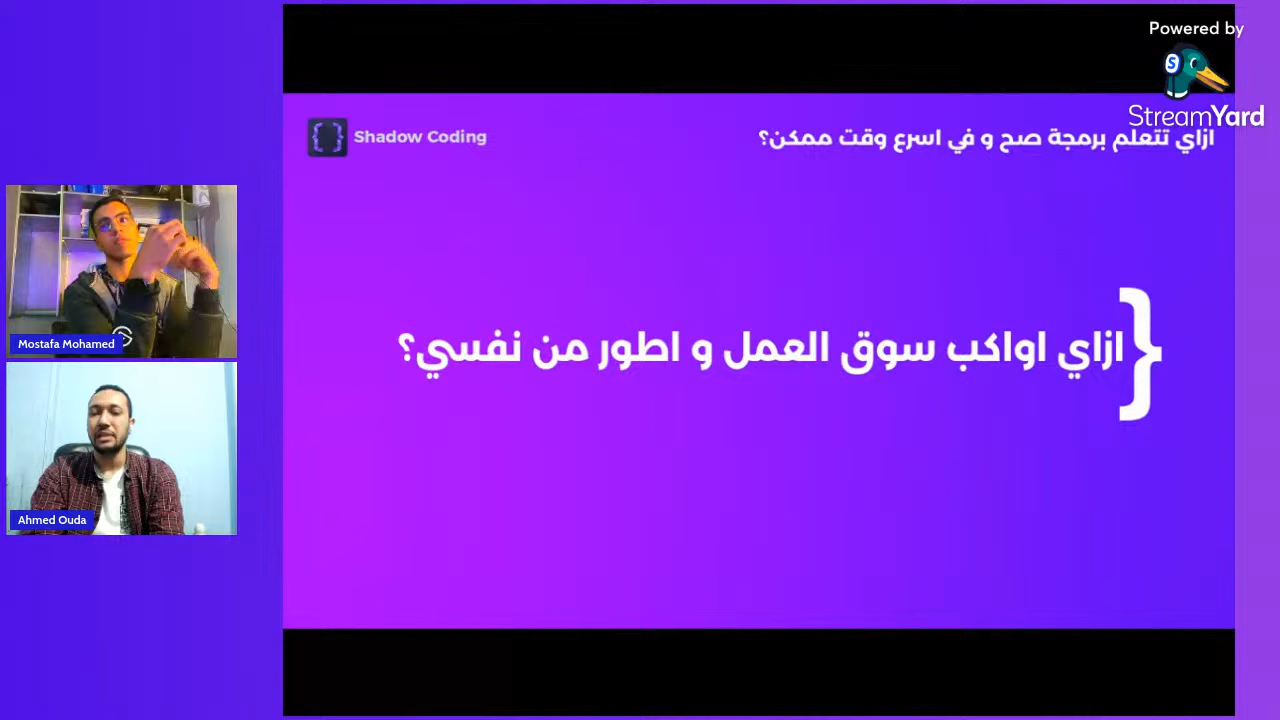 Powered by
S
StreamYard
Shadow Coding
ازاي تتعلم برمجة صح و في اسرع وقت ممكن؟
{ازاي اواكب سوق العمل و اطور من نفسي؟
Mostafa Mohamed
Ahmed Ouda